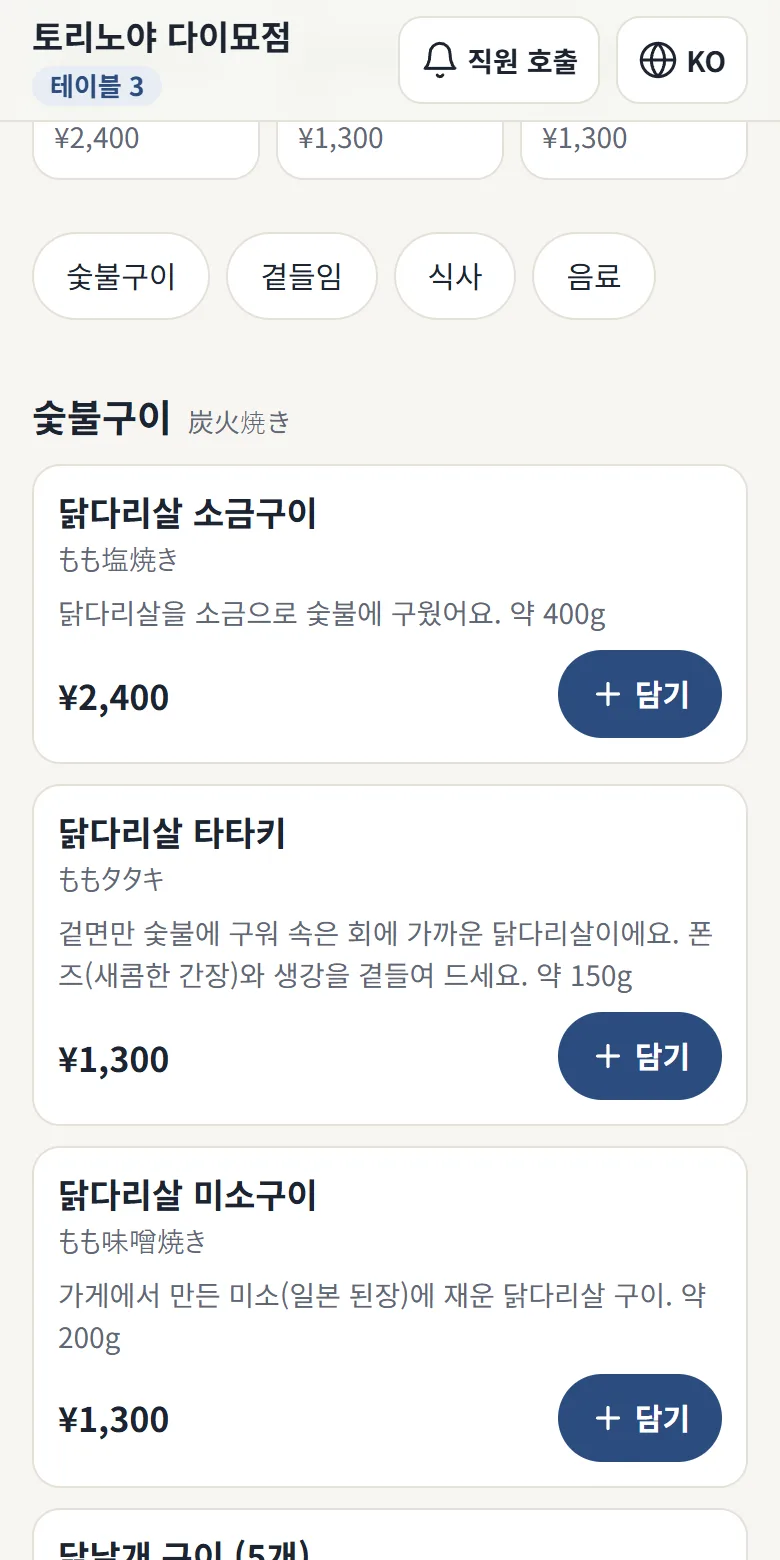 토리노야 다이묘점
테이블 3
직원 호출
KO
¥2,400
¥1,300
¥1,300
숯불구이
곁들임
식사
음료
숯불구이 炭火焼き
닭다리살 소금구이
もも塩焼き
닭다리살을 소금으로 숯불에 구웠어요. 약 400g
¥2,400
+ 담기
닭다리살 타타키
ももタタキ
겉면만 숯불에 구워 속은 회에 가까운 닭다리살이에요. 폰
즈(새콤한 간장)와 생강을 곁들여 드세요. 약 150g
¥1,300
+ 담기
닭다리살 미소구이
もも味噌焼き
가게에서 만든 미소(일본 된장)에 재운 닭다리살 구이. 약
200g
¥1,300
+ 담기
닭날개 구이 (5개)